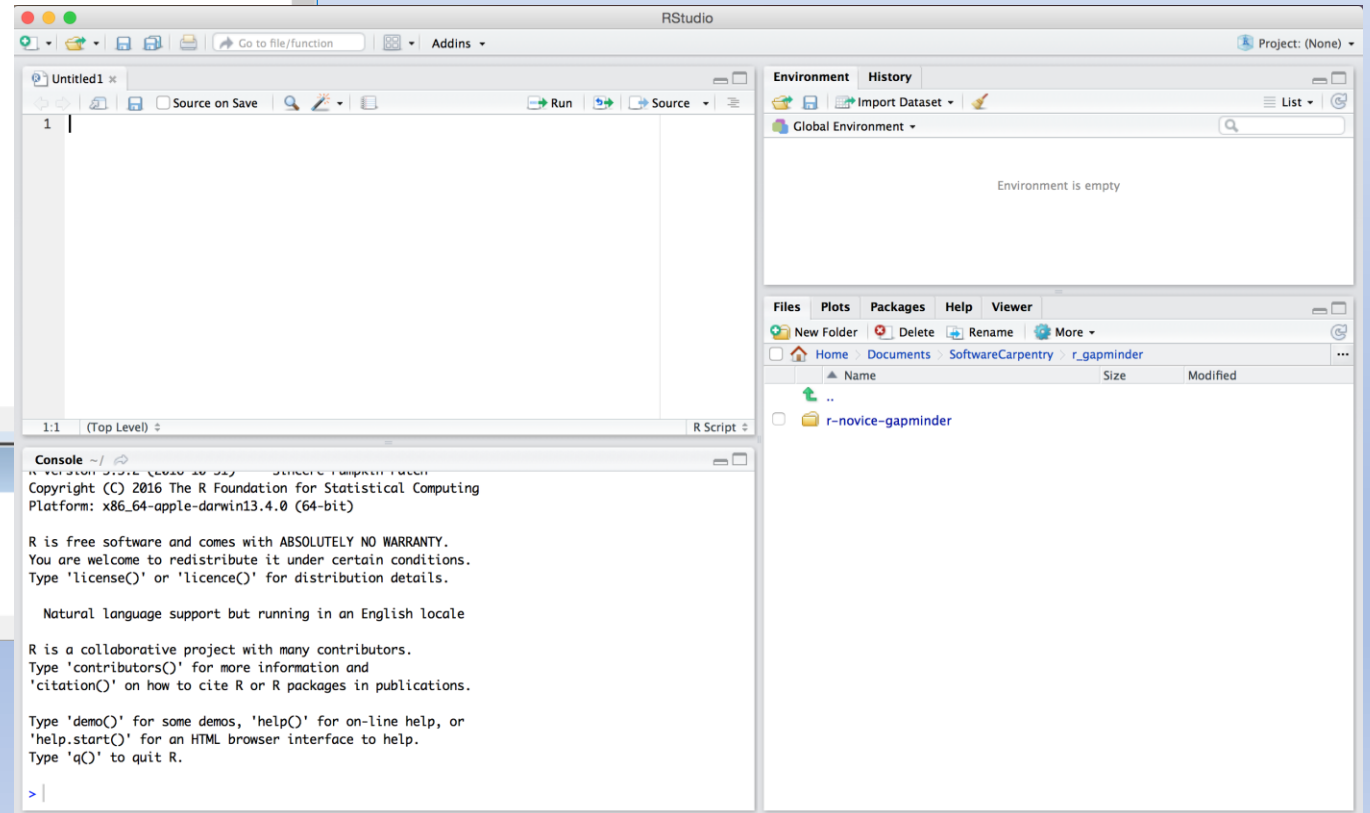 RStudio
Go to file/function
Addins
Project: (None)
Untitled1
Source on Save
Run
Source
1
1:1 (Top Level)
R Script
Environment History
Import Dataset
List
Global Environment
Environment is empty
Files Plots Packages Help Viewer
New Folder Delete Rename More
Home Documents SoftwareCarpentry r_gapminder
...
Name Size Modified
..
r-novice-gapminder
Console ~/
Copyright (C) 2016 The R Foundation for Statistical Computing
Platform: x86_64-apple-darwin13.4.0 (64-bit)
R is free software and comes with ABSOLUTELY NO WARRANTY.
You are welcome to redistribute it under certain conditions.
Type 'license()' or 'licence()' for distribution details.
Natural language support but running in an English locale
R is a collaborative project with many contributors.
Type 'contributors()' for more information and
'citation()' on how to cite R or R packages in publications.
Type 'demo()' for some demos, 'help()' for on-line help, or
'help.start()' for an HTML browser interface to help.
Type 'q()' to quit R.
>